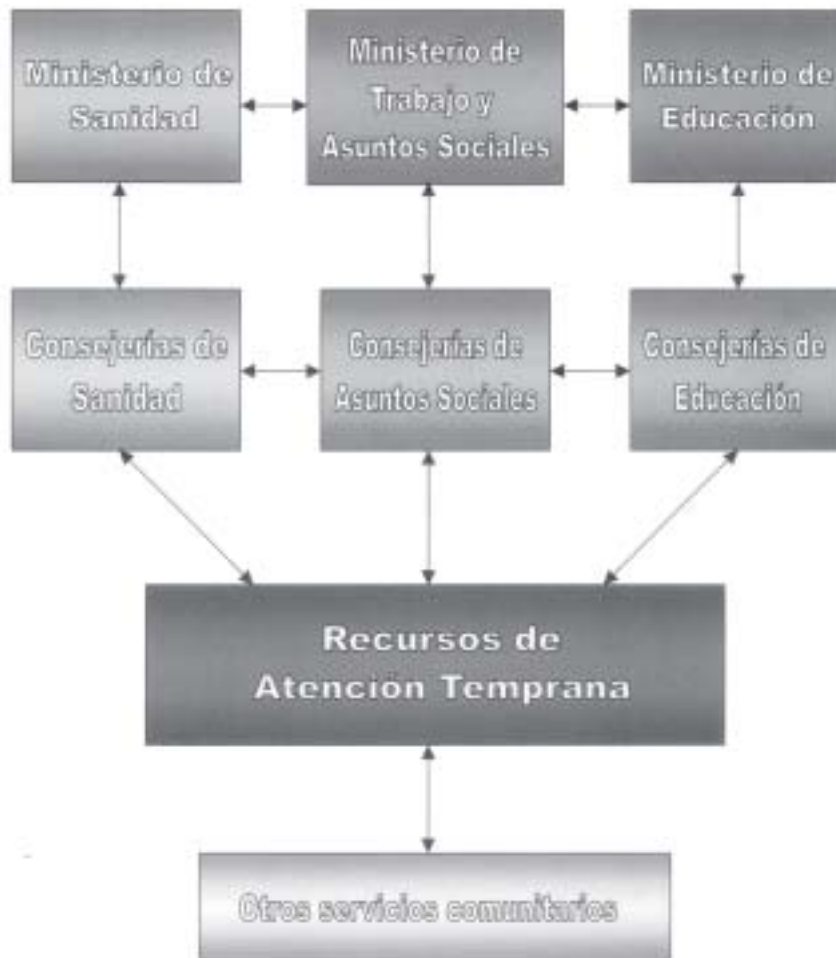 Ministerio de
Sanidad
Ministerio de
Trabajo y
Asuntos Sociales
Ministerio de
Educación
Consejerías de
Sanidad
Consejerías de
Asuntos Sociales
Consejerías de
Educación
Recursos de
Atención Temprana
Otros servicios comunitarios